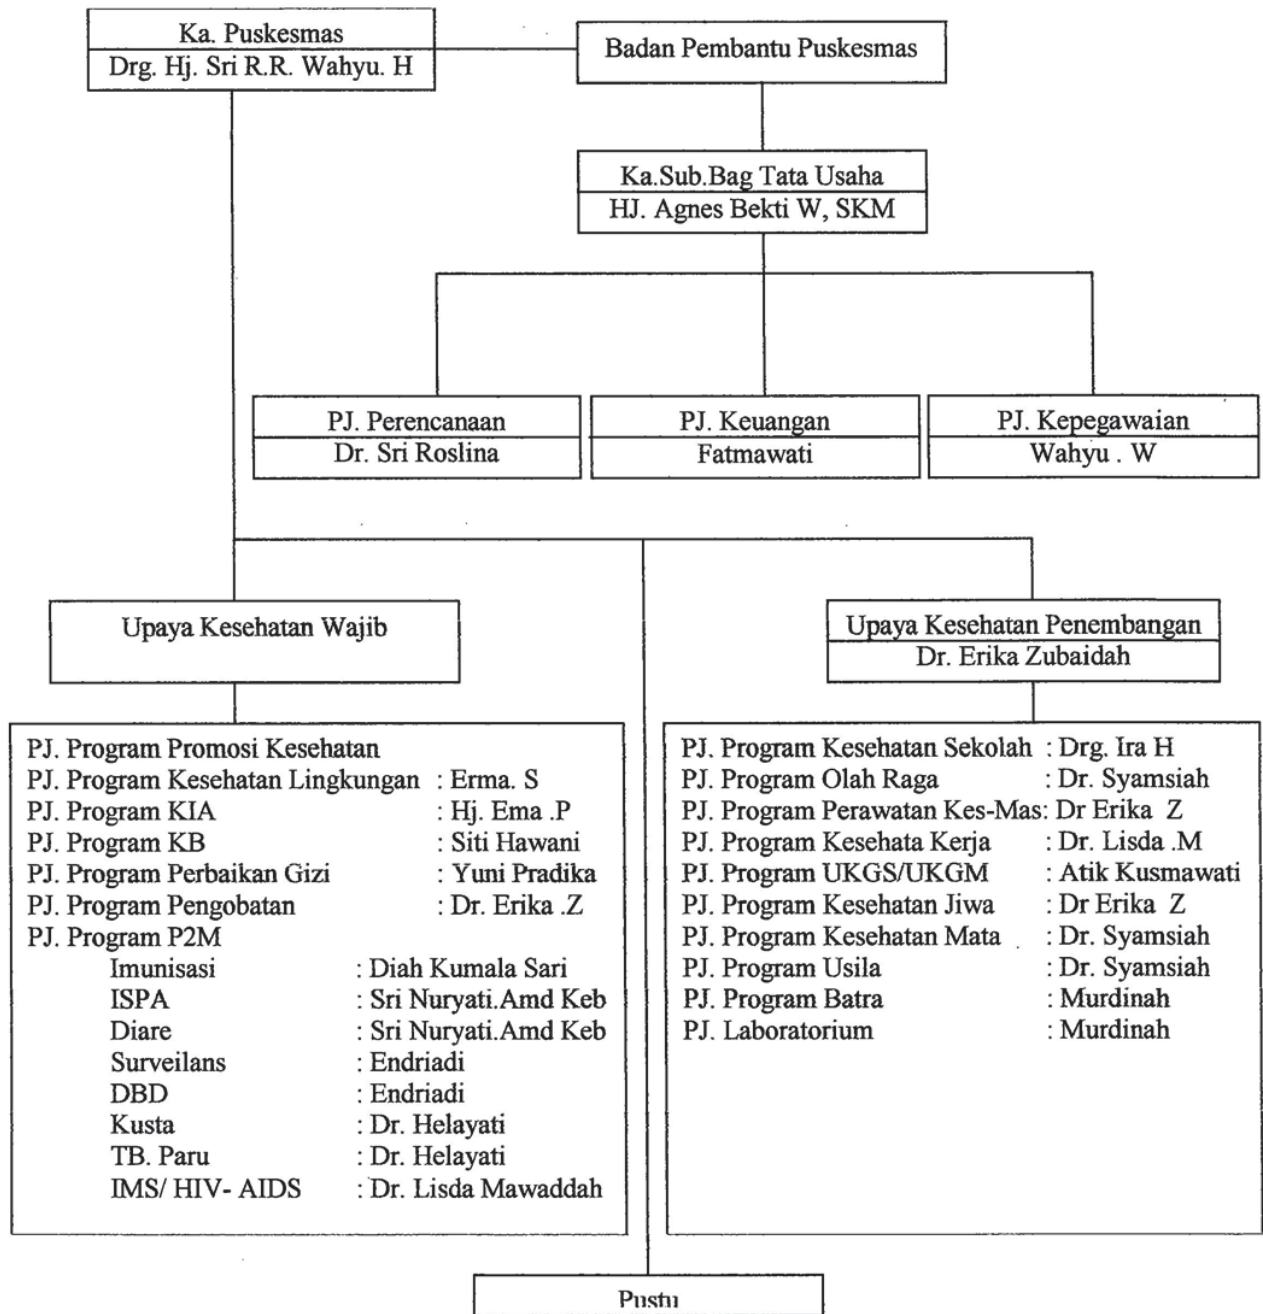 Ka. Puskesmas
Drg. Hj. Sri R.R. Wahyu. H
Badan Pembantu Puskesmas
Ka.Sub.Bag Tata Usaha
HJ. Agnes Bekti W, SKM
PJ. Perencanaan
Dr. Sri Roslina
PJ. Keuangan
Fatmawati
PJ. Kepegawaian
Wahyu . W
Upaya Kesehatan Wajib
Upaya Kesehatan Penembangan
Dr. Erika Zubaidah
PJ. Program Promosi Kesehatan
PJ. Program Kesehatan Lingkungan : Erma. S
PJ. Program KIA : Hj. Ema .P
PJ. Program KB : Siti Hawani
PJ. Program Perbaikan Gizi : Yuni Pradika
PJ. Program Pengobatan : Dr. Erika .Z
PJ. Program P2M
Imunisasi : Diah Kumala Sari
ISPA : Sri Nuryati.Amd Keb
Diare : Sri Nuryati.Amd Keb
Surveilans : Endriadi
DBD : Endriadi
Kusta : Dr. Helayati
TB. Paru : Dr. Helayati
IMS/ HIV- AIDS : Dr. Lisda Mawaddah
PJ. Program Kesehatan Sekolah : Drg. Ira H
PJ. Program Olah Raga : Dr. Syamsiah
PJ. Program Perawatan Kes-Mas: Dr Erika Z
PJ. Program Kesehata Kerja : Dr. Lisda .M
PJ. Program UKGS/UKGM : Atik Kusmawati
PJ. Program Kesehatan Jiwa : Dr Erika Z
PJ. Program Kesehatan Mata : Dr. Syamsiah
PJ. Program Usila : Dr. Syamsiah
PJ. Program Batra : Murdinah
PJ. Laboratorium : Murdinah
Pustu